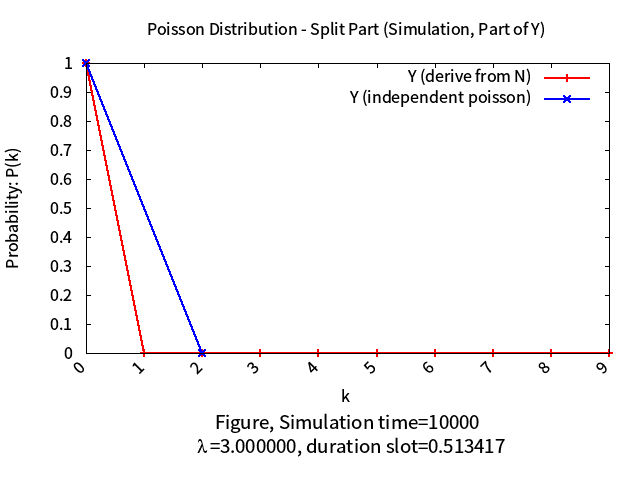 Poisson Distribution - Split Part (Simulation, Part of Y)
Y (derive from N)
Y (independent poisson)
Probability: P(k)
1
0.9
0.8
0.7
0.6
0.5
0.4
0.3
0.2
0.1
0
0 1 2 3 4 5 6 7 8 9
k
Figure, Simulation time=10000
λ=3.000000, duration slot=0.513417